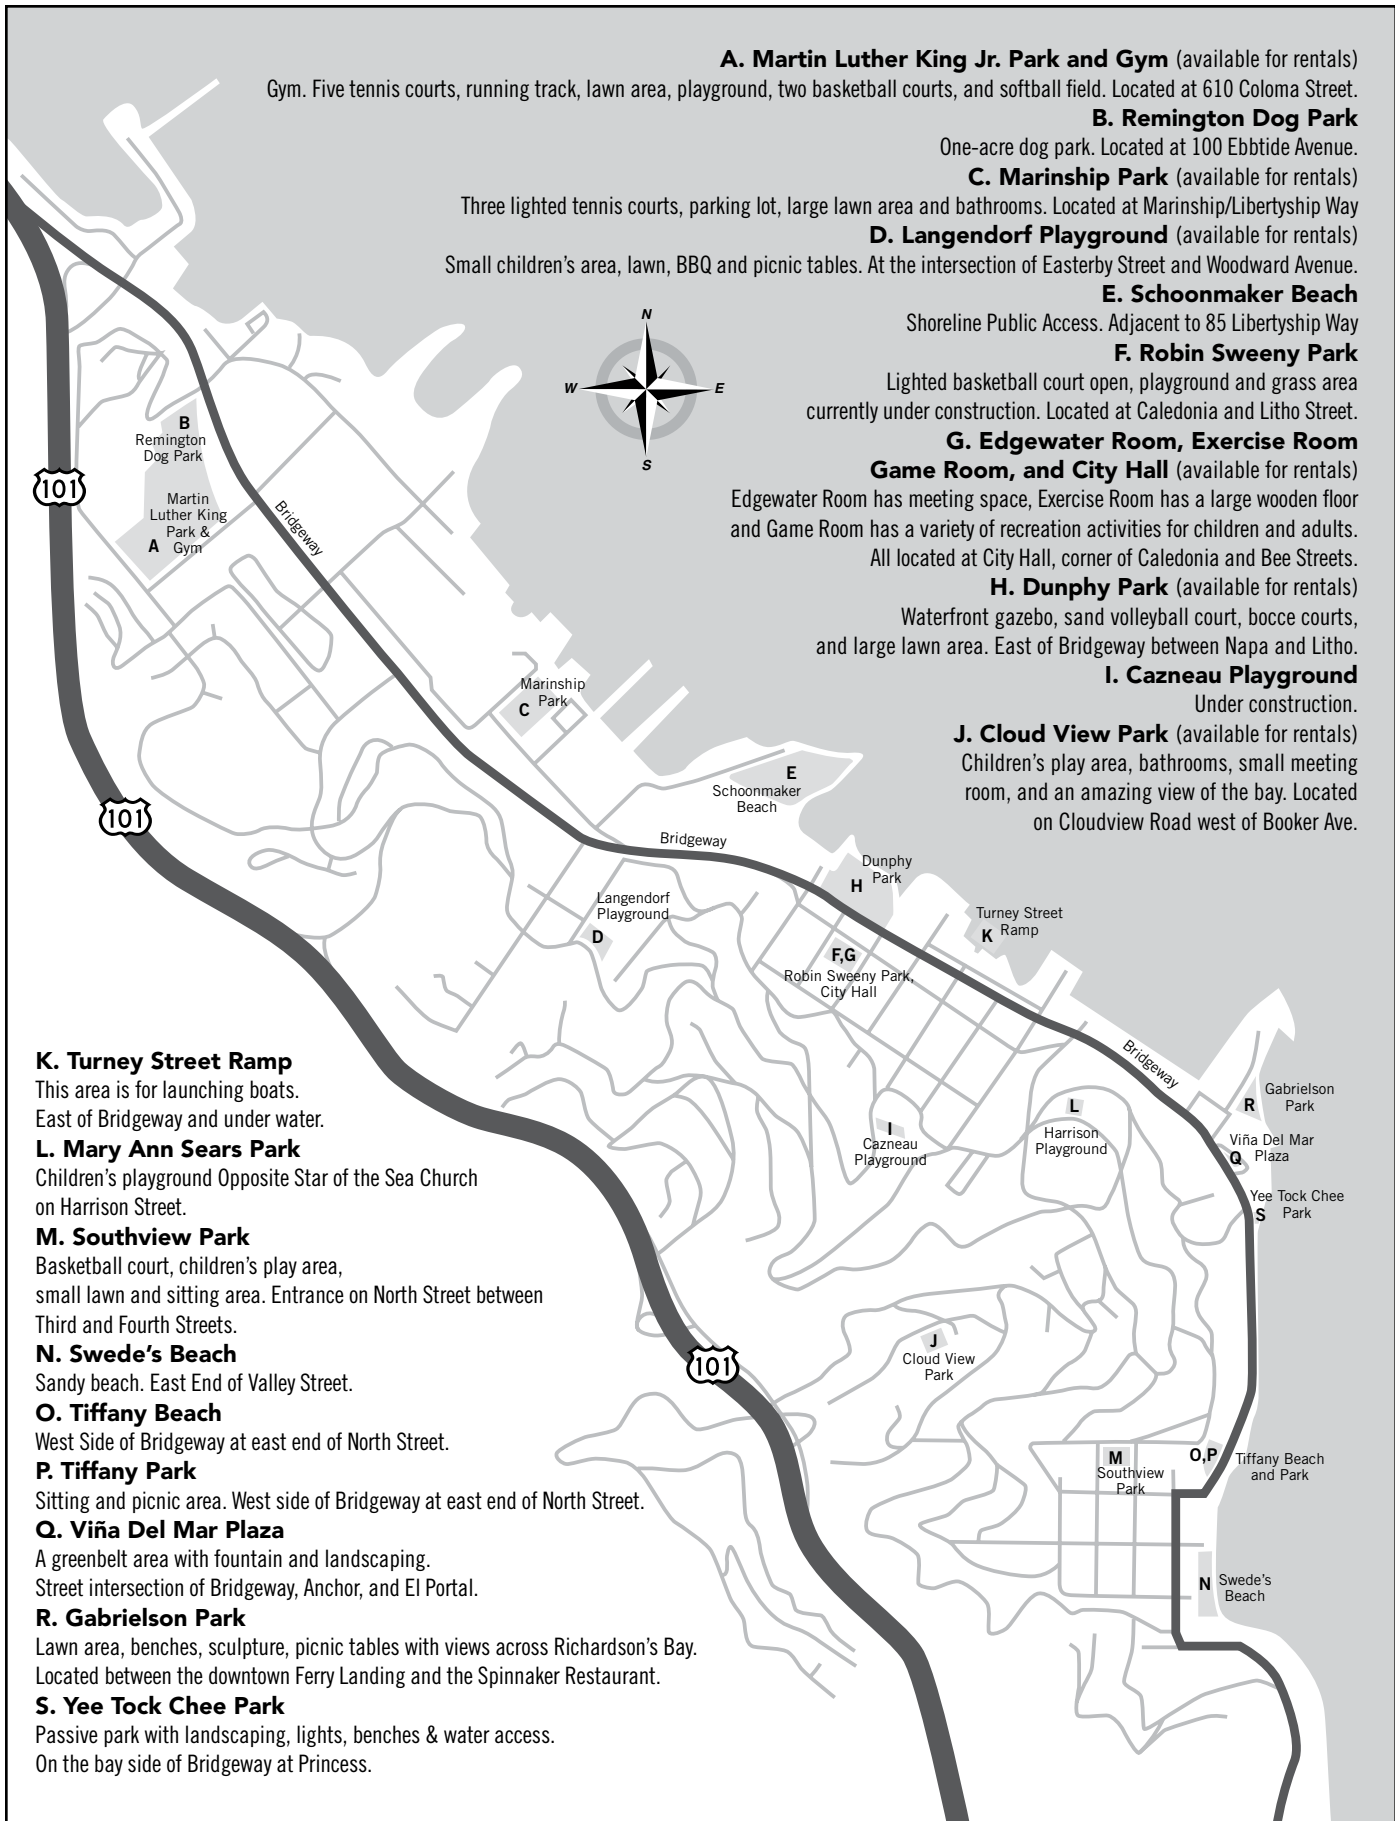 A. Martin Luther King Jr. Park and Gym (available for rentals)
Gym. Five tennis courts, running track, lawn area, playground, two basketball courts, and softball field. Located at 610 Coloma Street.
B. Remington Dog Park
One-acre dog park. Located at 100 Ebbtide Avenue.
C. Marinship Park (available for rentals)
Three lighted tennis courts, parking lot, large lawn area and bathrooms. Located at Marinship/Libertyship Way
D. Langendorf Playground (available for rentals)
Small children's area, lawn, BBQ and picnic tables. At the intersection of Easterby Street and Woodward Avenue.
E. Schoonmaker Beach
Shoreline Public Access. Adjacent to 85 Libertyship Way
F. Robin Sweeny Park
Lighted basketball court open, playground and grass area
currently under construction. Located at Caledonia and Litho Street.
G. Edgewater Room, Exercise Room
Game Room, and City Hall (available for rentals)
Edgewater Room has meeting space, Exercise Room has a large wooden floor
and Game Room has a variety of recreation activities for children and adults.
All located at City Hall, corner of Caledonia and Bee Streets.
H. Dunphy Park (available for rentals)
Waterfront gazebo, sand volleyball court, bocce courts,
and large lawn area. East of Bridgeway between Napa and Litho.
I. Cazneau Playground
Under construction.
J. Cloud View Park (available for rentals)
Children's play area, bathrooms, small meeting
room, and an amazing view of the bay. Located
on Cloudview Road west of Booker Ave.
N
W
E
S
B
Remington
Dog Park
101
Martin
Luther King
Park &
A Gym
Bridgeway
Marinship
C Park
101
E
Schoonmaker
Beach
Bridgeway
Dunphy
H Park
Langendorf
Playground
D
Turney Street
K Ramp
F,G
Robin Sweeny Park,
City Hall
Bridgeway
L
Harrison
Playground
Gabrielson
R Park
I
Cazneau
Playground
Viña Del Mar
Q Plaza
Yee Tock Chee
S Park
J
Cloud View
Park
101
M
Southview
Park
O,P
Tiffany Beach
and Park
N
Swede's
Beach
K. Turney Street Ramp
This area is for launching boats.
East of Bridgeway and under water.
L. Mary Ann Sears Park
Children's playground Opposite Star of the Sea Church
on Harrison Street.
M. Southview Park
Basketball court, children's play area,
small lawn and sitting area. Entrance on North Street between
Third and Fourth Streets.
N. Swede's Beach
Sandy beach. East End of Valley Street.
O. Tiffany Beach
West Side of Bridgeway at east end of North Street.
P. Tiffany Park
Sitting and picnic area. West side of Bridgeway at east end of North Street.
Q. Viña Del Mar Plaza
A greenbelt area with fountain and landscaping.
Street intersection of Bridgeway, Anchor, and El Portal.
R. Gabrielson Park
Lawn area, benches, sculpture, picnic tables with views across Richardson's Bay.
Located between the downtown Ferry Landing and the Spinnaker Restaurant.
S. Yee Tock Chee Park
Passive park with landscaping, lights, benches & water access.
On the bay side of Bridgeway at Princess.